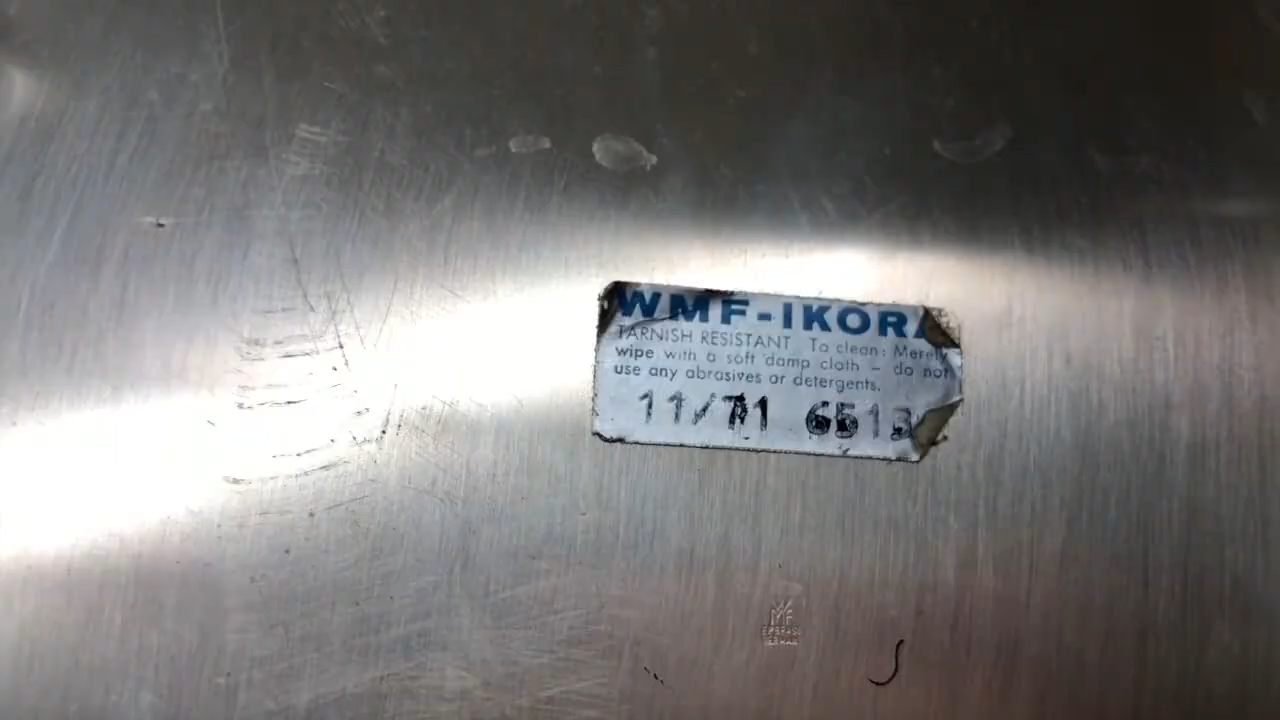 WMF-IKORA
TARNISH RESISTANT To clean: Merely
wipe with a soft damp cloth – do not
use any abrasives or detergents.
11/71 6513
WMF